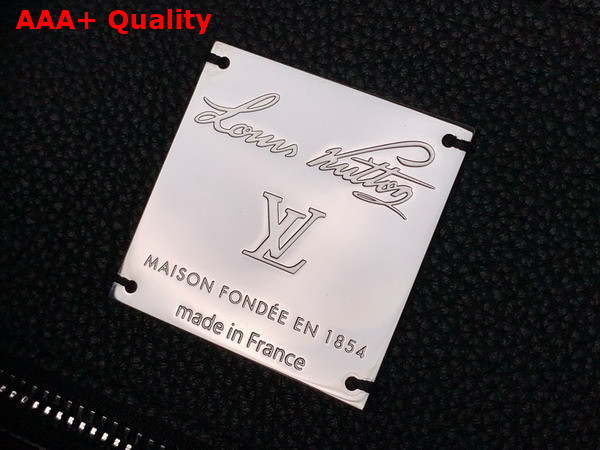 AAA+ Quality
Louis Vuitton
LV
MAISON FONDÉE EN 1854
made in France